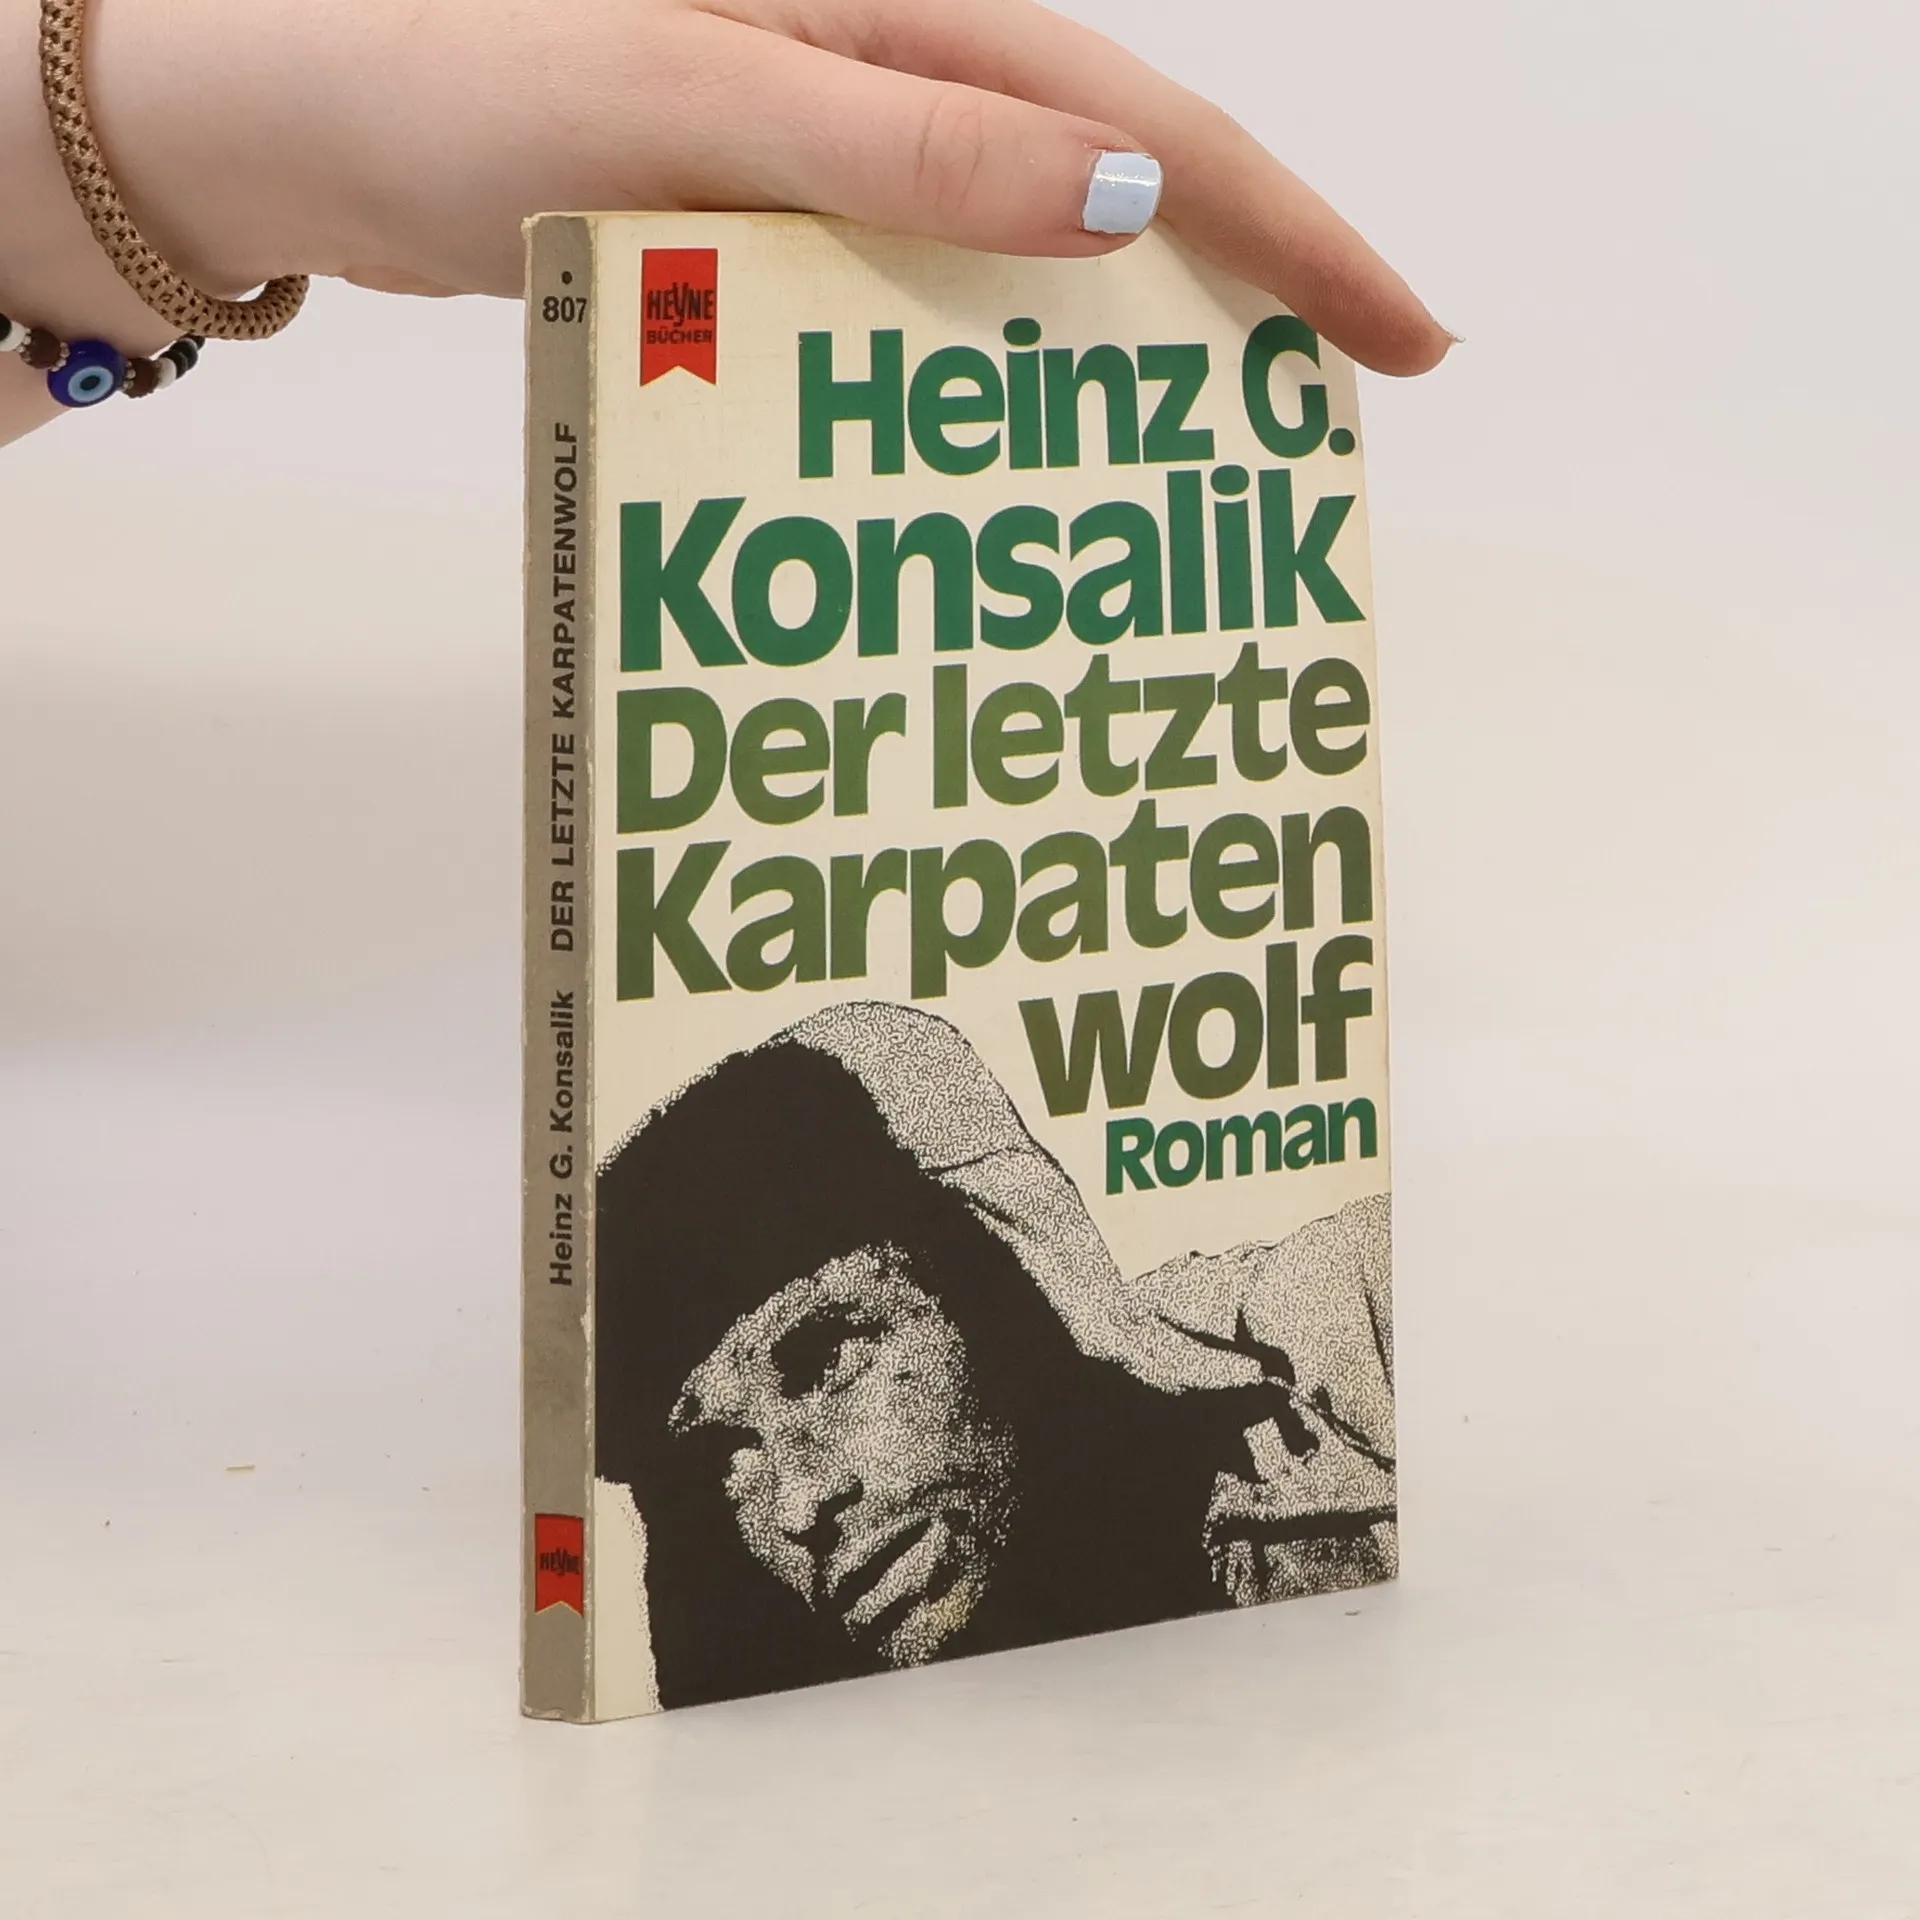 807
Heinz G. Konsalik DER LETZTE KARPATENWOLF
HEYNE
HEYNE
BÜCHER
Heinz G.
Konsalik
Der letzte
Karpaten
wolf
Roman